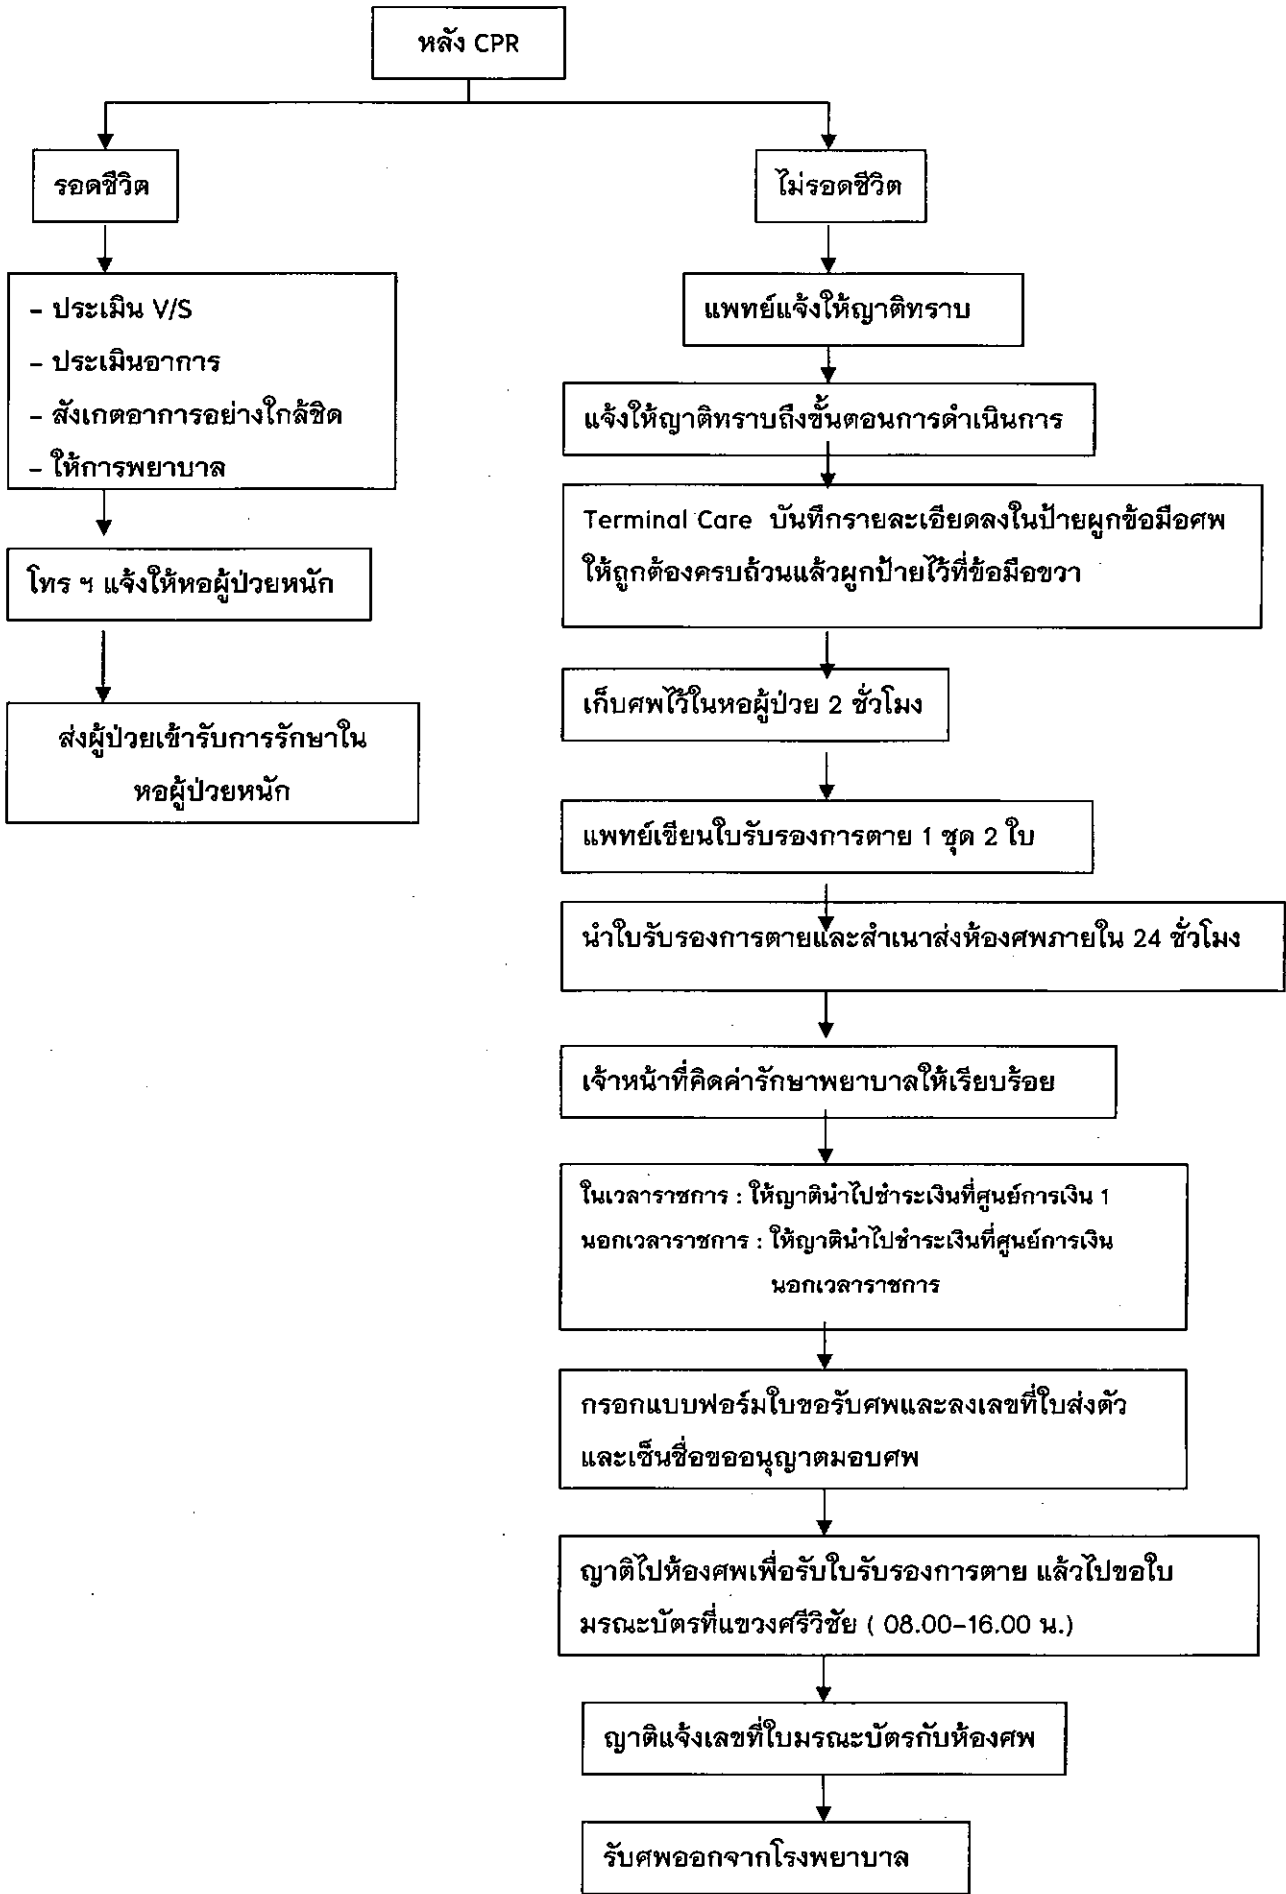 หลัง CPR
รอดชีวิต
ไม่รอดชีวิต
– ประเมิน V/S
– ประเมินอาการ
– สังเกตอาการอย่างใกล้ชิด
– ให้การพยาบาล
โทร ฯ แจ้งให้หอผู้ป่วยหนัก
ส่งผู้ป่วยเข้ารับการรักษาใน
หอผู้ป่วยหนัก
แพทย์แจ้งให้ญาติทราบ
แจ้งให้ญาติทราบถึงขั้นตอนการดำเนินการ
Terminal Care บันทึกรายละเอียดลงในป้ายผูกข้อมือศพ
ให้ถูกต้องครบถ้วนแล้วผูกป้ายไว้ที่ข้อมือขวา
เก็บศพไว้ในหอผู้ป่วย 2 ชั่วโมง
แพทย์เขียนใบรับรองการตาย 1 ชุด 2 ใบ
นำใบรับรองการตายและสำเนาส่งห้องศพภายใน 24 ชั่วโมง
เจ้าหน้าที่คิดค่ารักษาพยาบาลให้เรียบร้อย
ในเวลาราชการ : ให้ญาตินำไปชำระเงินที่ศูนย์การเงิน 1
นอกเวลาราชการ : ให้ญาตินำไปชำระเงินที่ศูนย์การเงิน
นอกเวลาราชการ
กรอกแบบฟอร์มใบขอรับศพและลงเลขที่ใบส่งตัว
และเซ็นชื่อขออนุญาตมอบศพ
ญาติไปห้องศพเพื่อรับใบรับรองการตาย แล้วไปขอใบ
มรณะบัตรที่แขวงศรีวิชัย ( 08.00–16.00 น.)
ญาติแจ้งเลขที่ใบมรณะบัตรกับห้องศพ
รับศพออกจากโรงพยาบาล